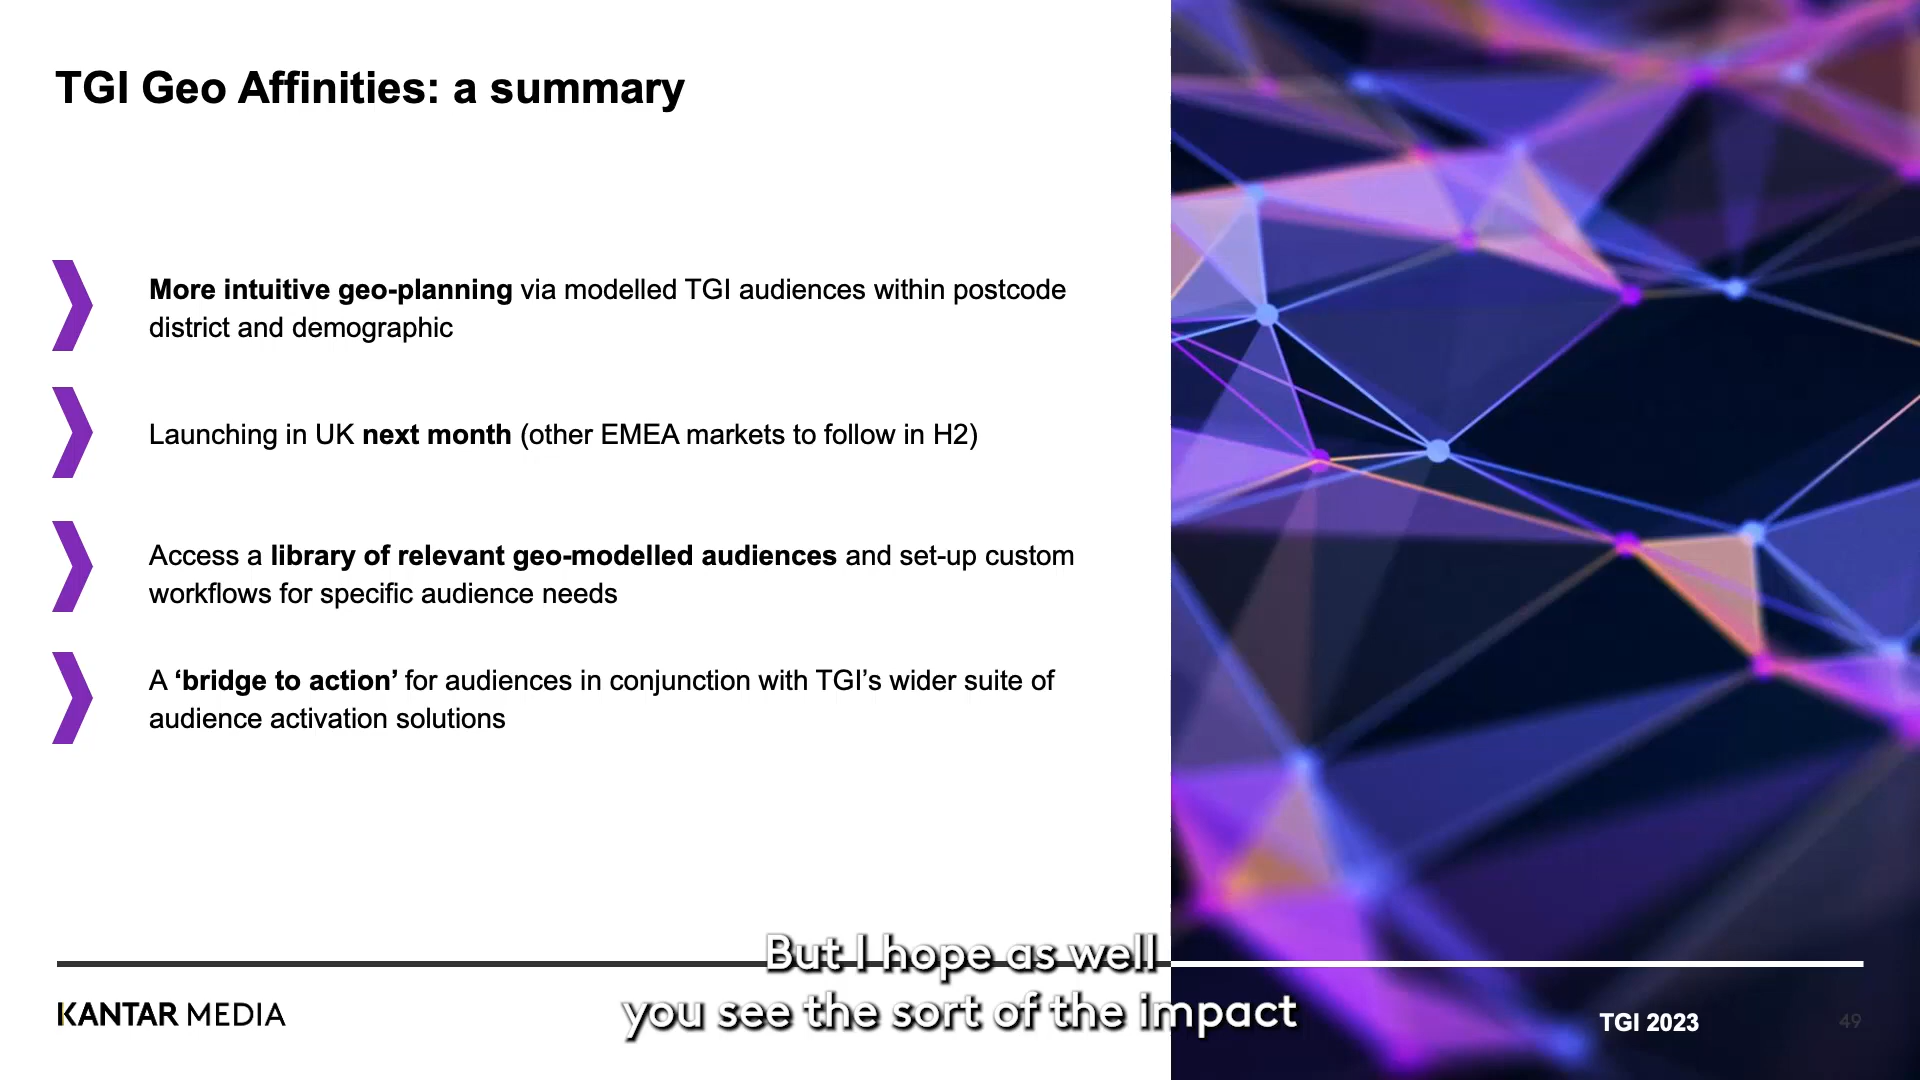 TGI Geo Affinities: a summary
More intuitive geo-planning via modelled TGI audiences within postcode
district and demographic
Launching in UK next month (other EMEA markets to follow in H2)
Access a library of relevant geo-modelled audiences and set-up custom
workflows for specific audience needs
A ‘bridge to action’ for audiences in conjunction with TGI’s wider suite of
audience activation solutions
But I hope as well
you see the sort of the impact
KANTAR MEDIA
TGI 2023
49